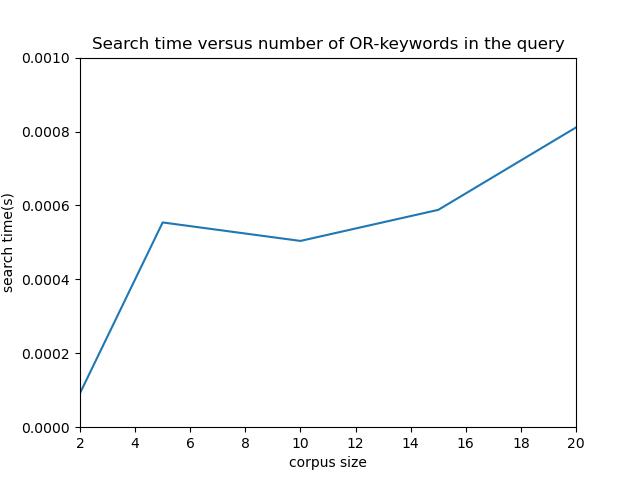 Search time versus number of OR-keywords in the query
0.0010
0.0008
0.0006
0.0004
0.0002
0.0000
search time(s)
2 4 6 8 10 12 14 16 18 20
corpus size